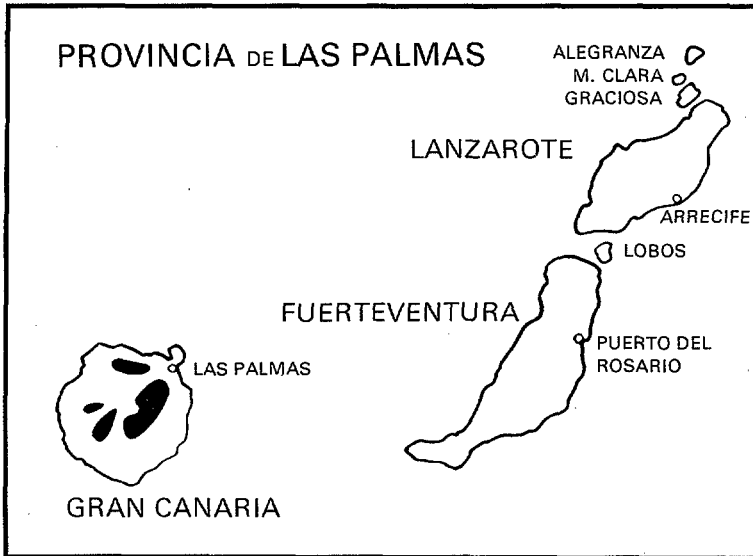 PROVINCIA DE LAS PALMAS
ALEGRANZA
M. CLARA
GRACIOSA
LANZAROTE
ARRECIFE
LOBOS
FUERTEVENTURA
PUERTO DEL
ROSARIO
LAS PALMAS
GRAN CANARIA